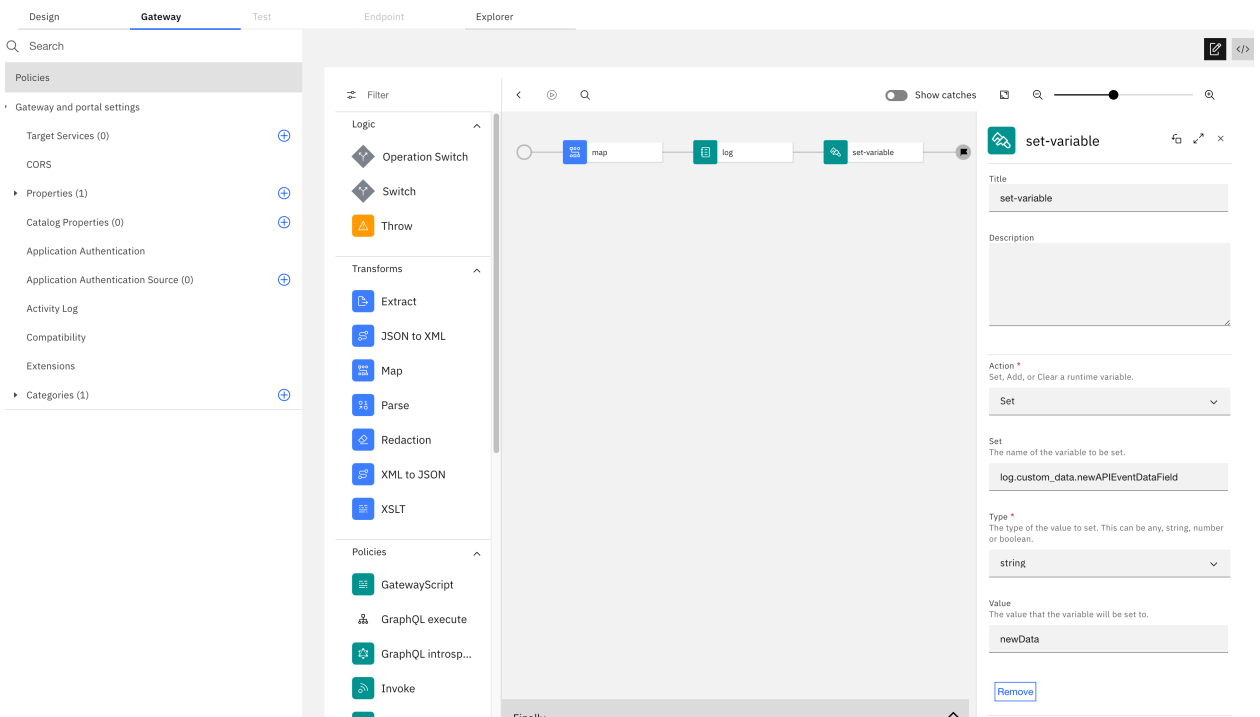 Design
Gateway
Test
Endpoint
Explorer
Search
Policies
Gateway and portal settings
Target Services (0)
CORS
Properties (1)
Catalog Properties (0)
Application Authentication
Application Authentication Source (0)
Activity Log
Compatibility
Extensions
Categories (1)
Filter
Logic
Operation Switch
Switch
Throw
Transforms
Extract
JSON to XML
Map
Parse
Redaction
XML to JSON
XSLT
Policies
GatewayScript
GraphQL execute
GraphQL introsp...
Invoke
Show catches
map
log
set-variable
Finally
set-variable
Title
set-variable
Description
Action *
Set, Add, or Clear a runtime variable.
Set
Set
The name of the variable to be set.
log.custom_data.newAPIEventDataField
Type *
The type of the value to set. This can be any, string, number
or boolean.
string
Value
The value that the variable will be set to.
newData
Remove